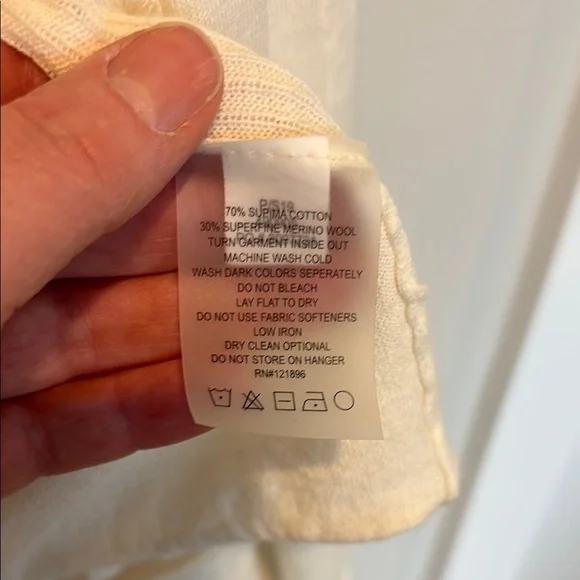 P/S19
70% SUPIMA COTTON
30% SUPERFINE MERINO WOOL
TURN GARMENT INSIDE OUT
MACHINE WASH COLD
WASH DARK COLORS SEPERATELY
DO NOT BLEACH
LAY FLAT TO DRY
DO NOT USE FABRIC SOFTENERS
LOW IRON
DRY CLEAN OPTIONAL
DO NOT STORE ON HANGER
RN#121896